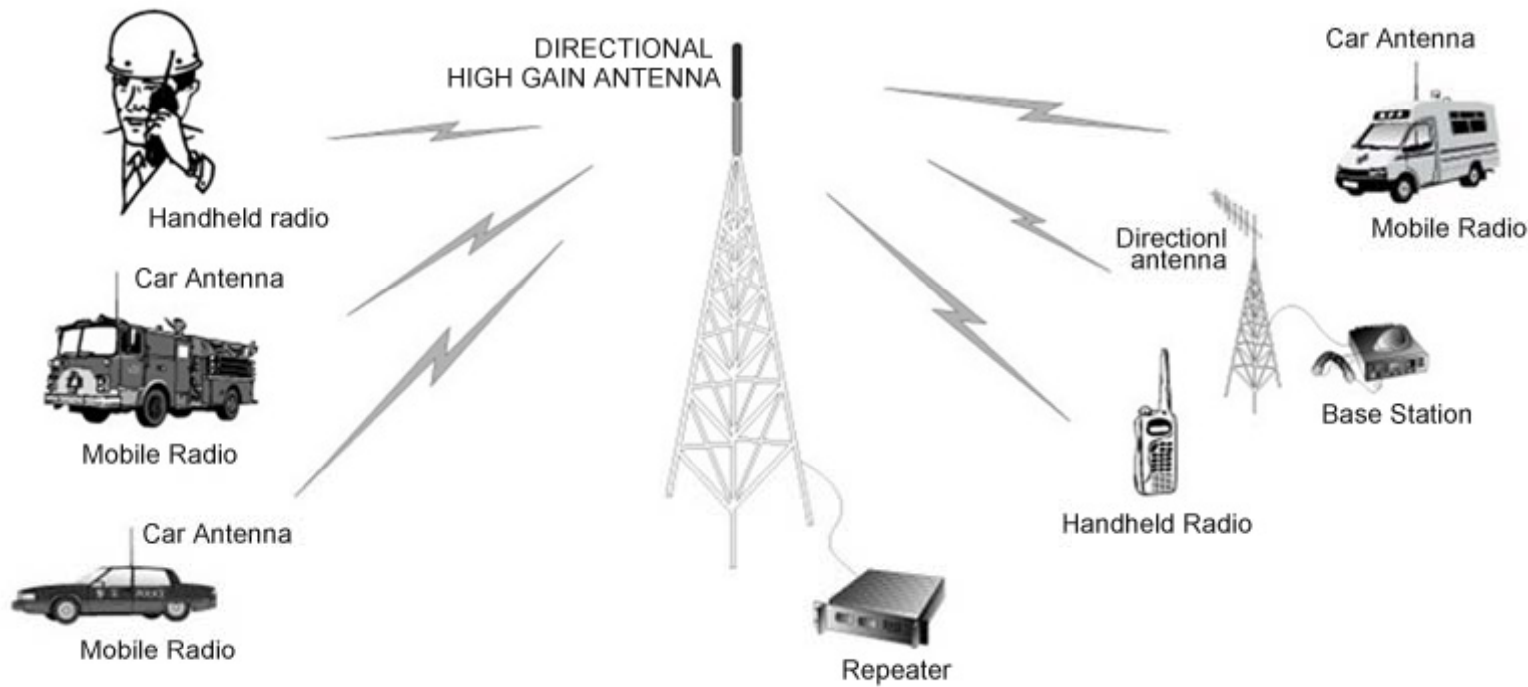 DIRECTIONAL
HIGH GAIN ANTENNA
Handheld radio
Car Antenna
Mobile Radio
Car Antenna
Mobile Radio
POLICE
Repeater
Car Antenna
Mobile Radio
Directionl
antenna
Base Station
Handheld Radio